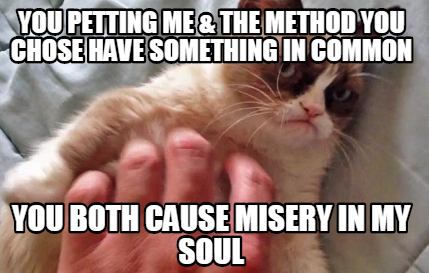 YOU PETTING ME & THE METHOD YOU
CHOSE HAVE SOMETHING IN COMMON
YOU BOTH CAUSE MISERY IN MY
SOUL